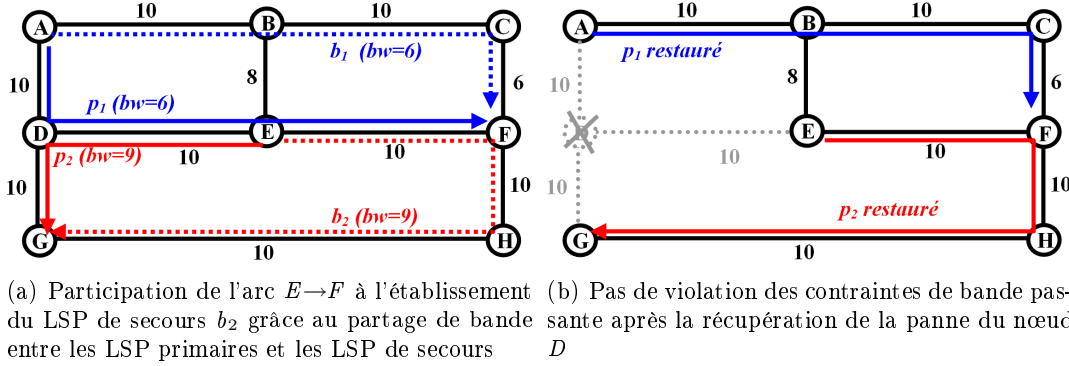 10
10
A
B
C
b1 (bw=6)
10
8
6
p1 (bw=6)
D
E
F
p2 (bw=9)
10
10
10
10
b2 (bw=9)
G
H
10
(a) Participation de l'arc E→F à l'établissement
du LSP de secours b2 grâce au partage de bande
entre les LSP primaires et les LSP de secours
10
10
A
B
C
p1 restauré
10
8
6
E
F
10
10
10
10
p2 restauré
G
H
10
(b) Pas de violation des contraintes de bande pas-
sante après la récupération de la panne du nœud
D